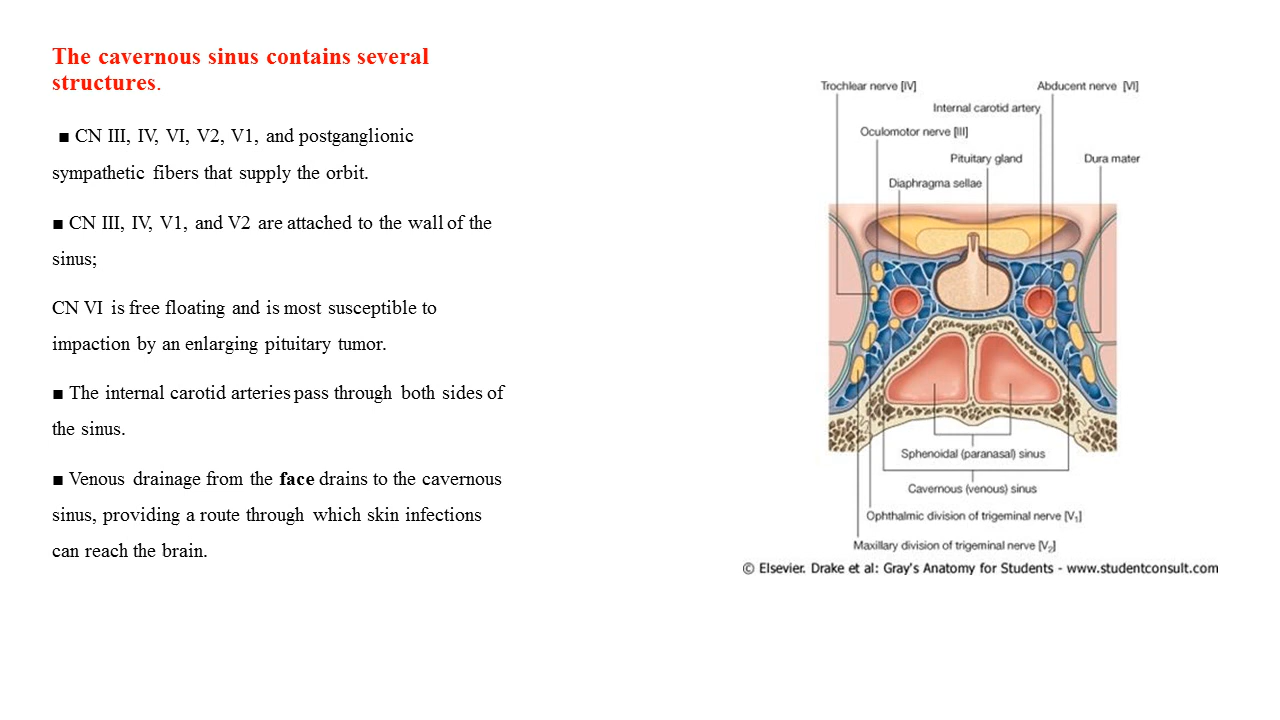 The cavernous sinus contains several
structures.
■ CN III, IV, VI, V2, V1, and postganglionic
sympathetic fibers that supply the orbit.
■ CN III, IV, V1, and V2 are attached to the wall of the
sinus;
CN VI is free floating and is most susceptible to
impaction by an enlarging pituitary tumor.
■ The internal carotid arteries pass through both sides of
the sinus.
■ Venous drainage from the face drains to the cavernous
sinus, providing a route through which skin infections
can reach the brain.
Trochlear nerve [IV]
Abducent nerve [VI]
Internal carotid artery
Oculomotor nerve [III]
Pituitary gland
Dura mater
Diaphragma sellae
Sphenoidal (paranasal) sinus
Cavernous (venous) sinus
Ophthalmic division of trigeminal nerve [V₁]
Maxillary division of trigeminal nerve [V₂]
© Elsevier. Drake et al: Gray's Anatomy for Students - www.studentconsult.com